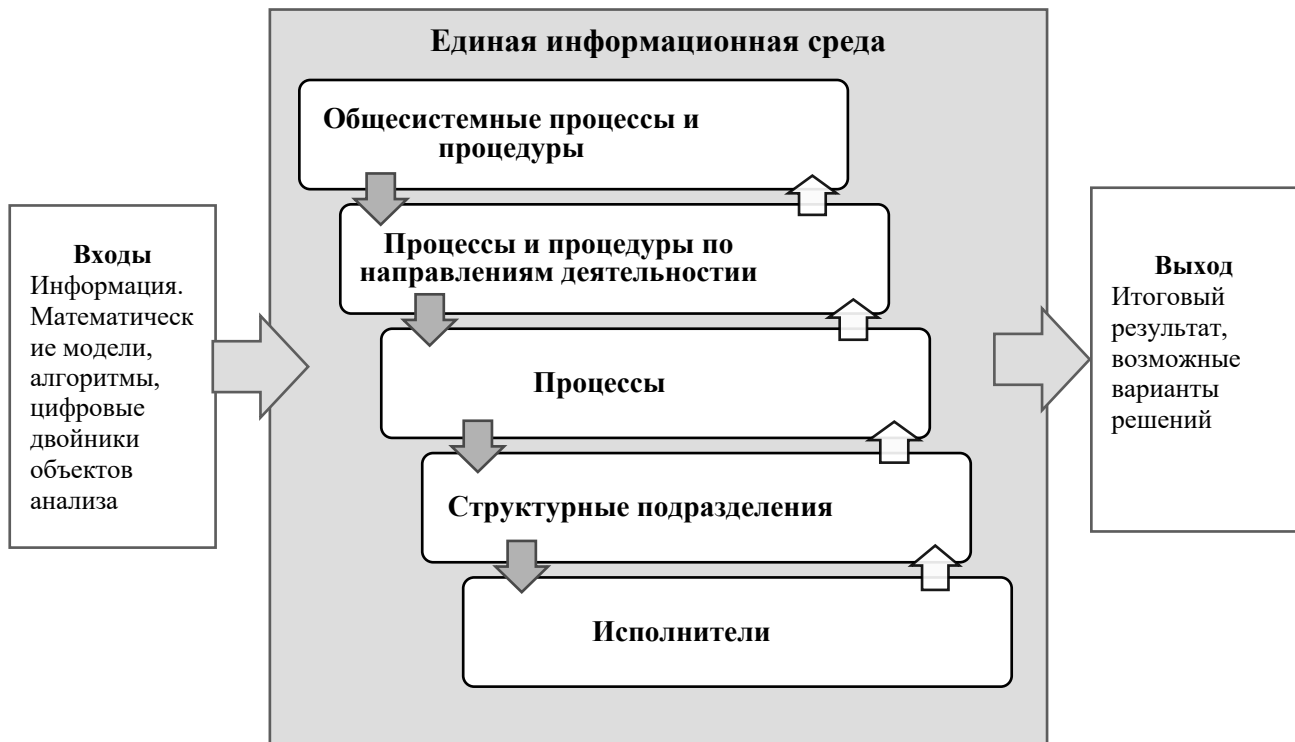 Единая информационная среда
Общесистемные процессы и
процедуры
Процессы и процедуры по
направлениям деятельностии
Процессы
Структурные подразделения
Исполнители
Входы
Информация.
Математическ
ие модели,
алгоритмы,
цифровые
двойники
объектов
анализа
Выход
Итоговый
результат,
возможные
варианты
решений